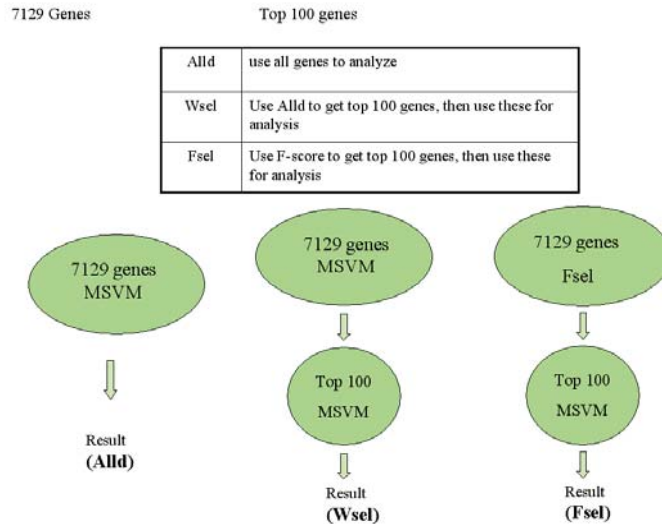 7129 Genes Top 100 genes
Alld use all genes to analyze
Wsel Use Alld to get top 100 genes, then use these for
analysis
Fsel Use F-score to get top 100 genes, then use these
for analysis
7129 genes
MSVM
Result
(Alld)
7129 genes
MSVM
Top 100
MSVM
Result
(Wsel)
7129 genes
Fsel
Top 100
MSVM
Result
(Fsel)